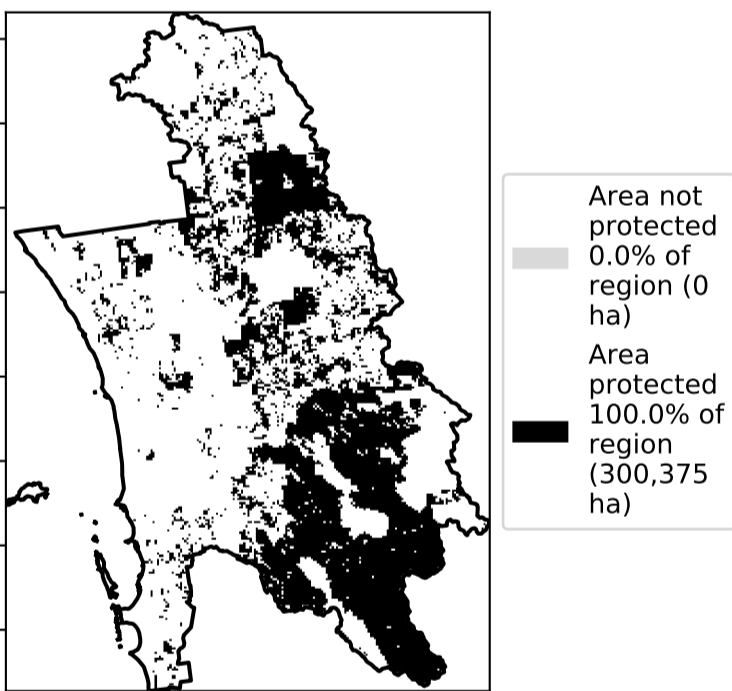 Area not
protected
0.0% of
region (0
ha)
Area
protected
100.0% of
region
(300,375
ha)